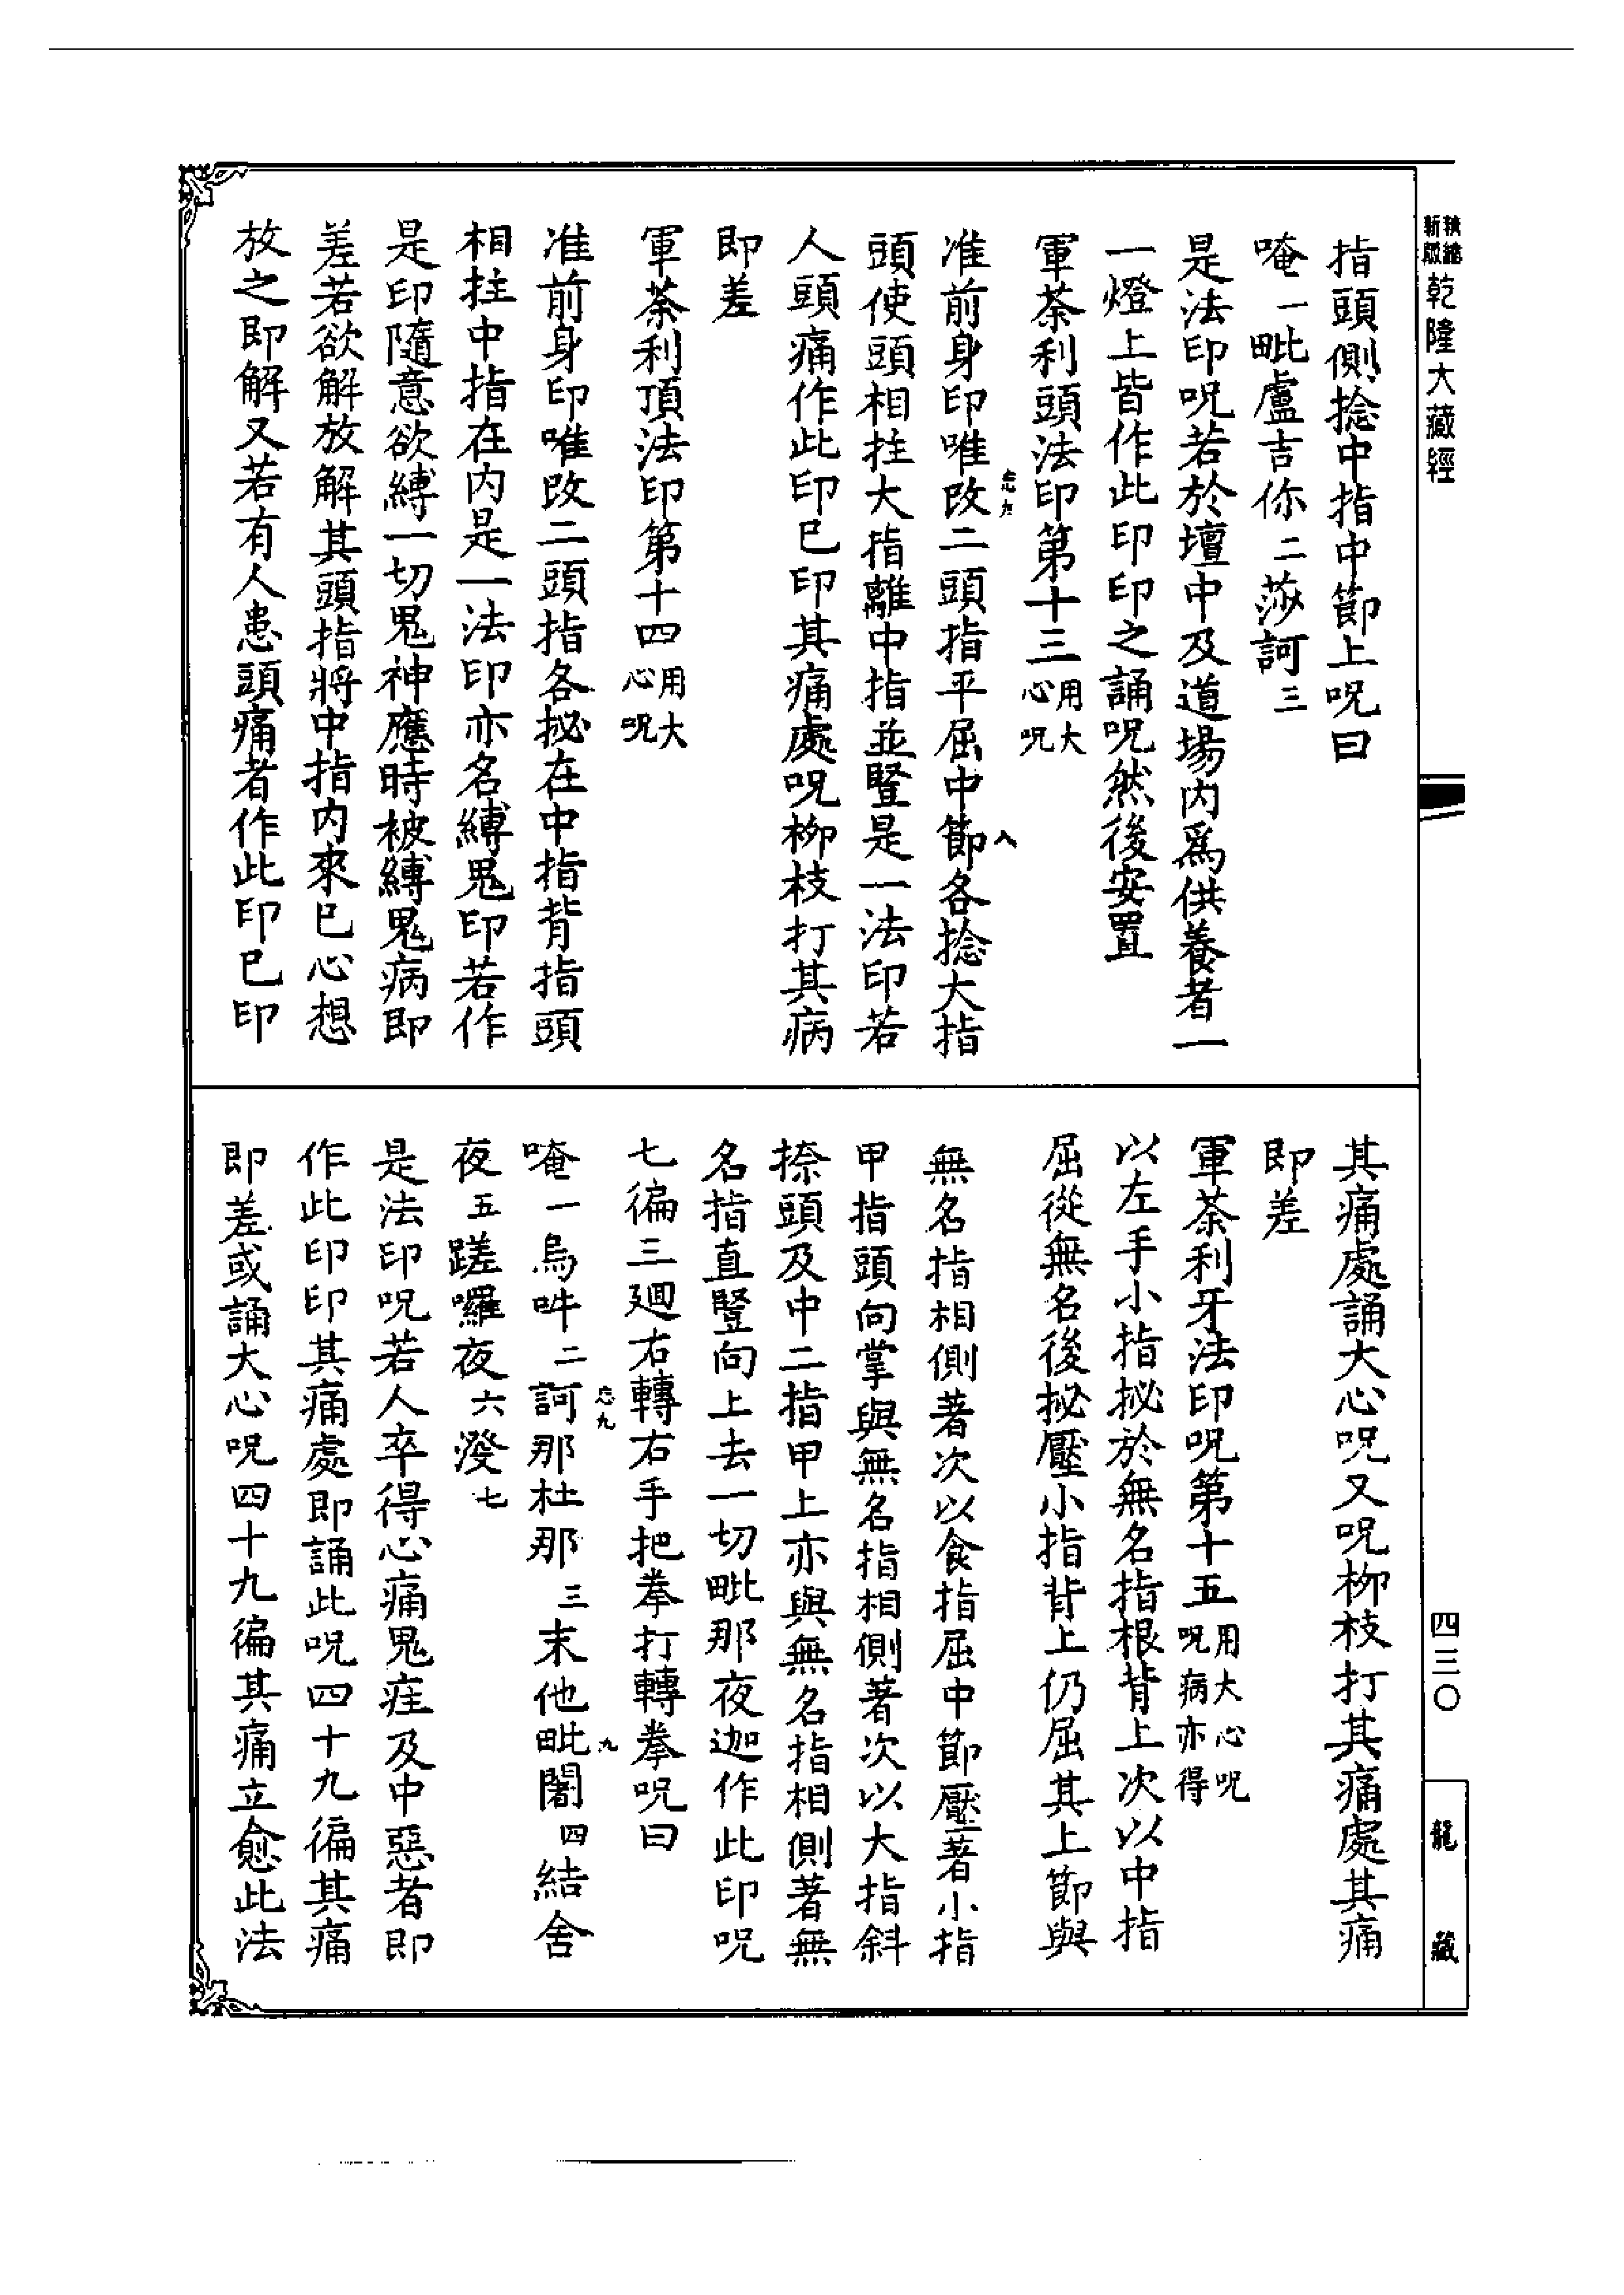 乾隆大藏經
指頭側捻中指中節上呪曰
唵一毗盧吉你二莎訶三
是法印呪若於壇中及道場內爲供養者一
一燈上皆作此印印之誦呪然後安置
軍荼利頭法印第十三用大心呪
准前身印唯改二頭指平屈中節各捻大指
頭使頭相拄大指離中指並豎是一法印若
人頭痛作此印已印其痛處呪柳枝打其病
即差
軍荼利頂法印第十四用大心呪
准前身印唯改二頭指各拟在中指背指頭
相拄中指在內是一法印亦名縛鬼印若作
是印隨意欲縛一切鬼神應時被縛鬼病即
差若欲解放解其頭指將中指內來已心想
放之即解又若有人患頭痛者作此印已印
其痛處誦大心呪又呪柳枝打其痛處其痛
即差
軍荼利牙法印呪第十五用大心呪呪病亦得
以左手小指拟於無名指根背上次以中指
屈從無名後拟壓小指背上仍屈其上節與
無名指相側著次以食指屈中節壓著小指
甲指頭向掌與無名指相側著次以大指斜
捺頭及中二指甲上亦與無名指相側著無
名指直豎向上去一切毗那夜迦作此印呪
七徧三廻右轉右手把拳打轉拳呪曰
唵一烏吽二訶那杜那三末他毗闍四結舍
夜五蹉囉夜六潑七
是法印呪若人卒得心痛鬼疰及中惡者即
作此印印其痛處即誦此呪四十九徧其痛
即差或誦大心呪四十九徧其痛立愈此法
四三〇
龍藏